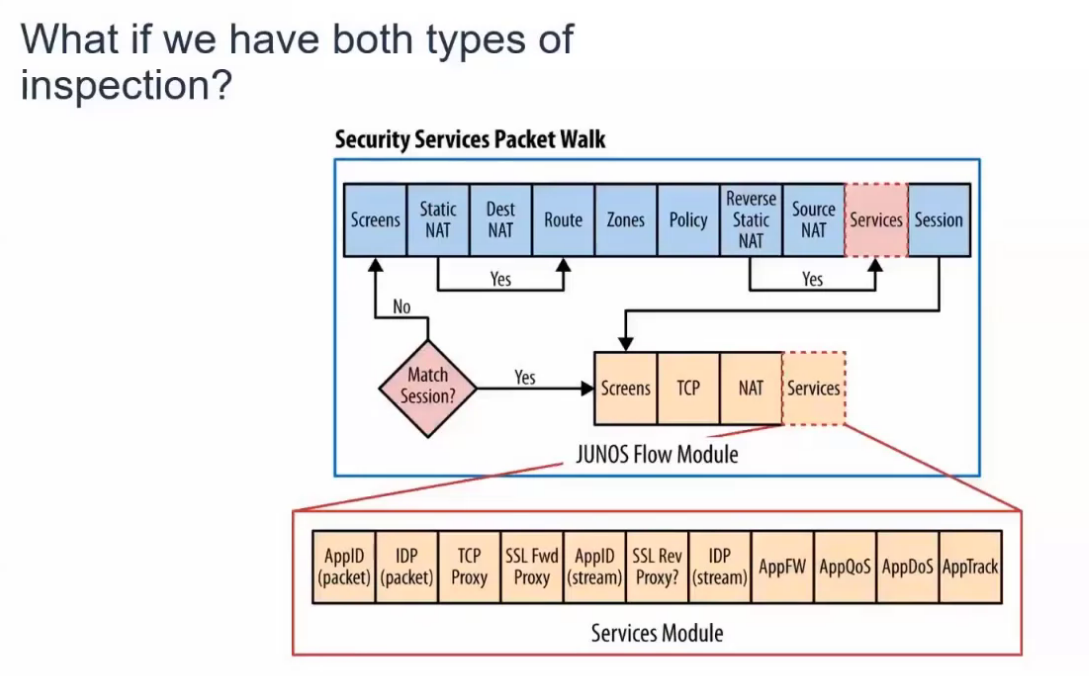 What if we have both types of
inspection?
Security Services Packet Walk
Screens
Static
NAT
Dest
NAT
Route
Zones
Policy
Reverse
Static
NAT
Source
NAT
Services
Session
Yes
Yes
No
Match
Session?
Yes
Screens
TCP
NAT
Services
JUNOS Flow Module
AppID
(packet)
IDP
(packet)
TCP
Proxy
SSL Fwd
Proxy
AppID
(stream)
SSL Rev
Proxy?
IDP
(stream)
AppFW
AppQoS
AppDoS
AppTrack
Services Module